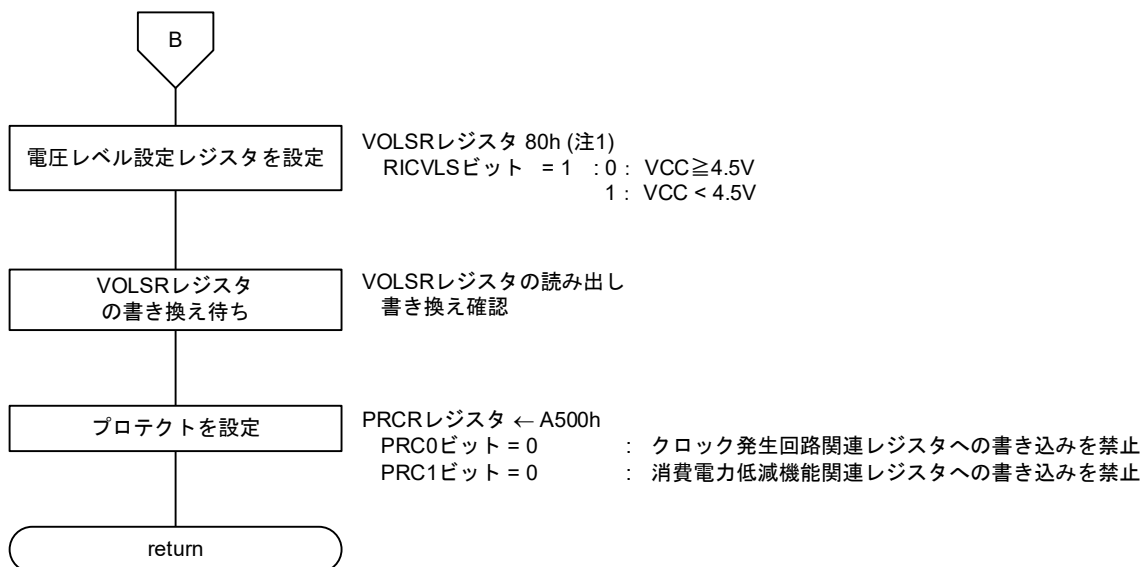 B
電圧レベル設定レジスタを設定
VOLSRレジスタ 80h (注1)
RICVLSビット = 1 : 0 : VCC≧4.5V
1 : VCC < 4.5V
VOLSRレジスタ
の書き換え待ち
VOLSRレジスタの読み出し
書き換え確認
プロテクトを設定
PRCRレジスタ ← A500h
PRC0ビット = 0 : クロック発生回路関連レジスタへの書き込みを禁止
PRC1ビット = 0 : 消費電力低減機能関連レジスタへの書き込みを禁止
return